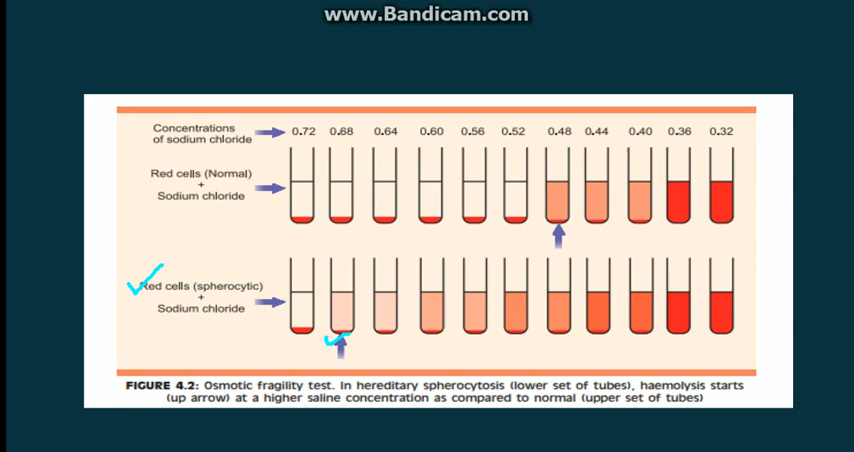 www.Bandicam.com
Concentrations
of sodium chloride
0.72 0.68 0.64 0.60 0.56 0.52 0.48 0.44 0.40 0.36 0.32
Red cells (Normal)
+
Sodium chloride
Red cells (spherocytic)
+
Sodium chloride
FIGURE 4.2: Osmotic fragility test. In hereditary spherocytosis (lower set of tubes), haemolysis starts
(up arrow) at a higher saline concentration as compared to normal (upper set of tubes)